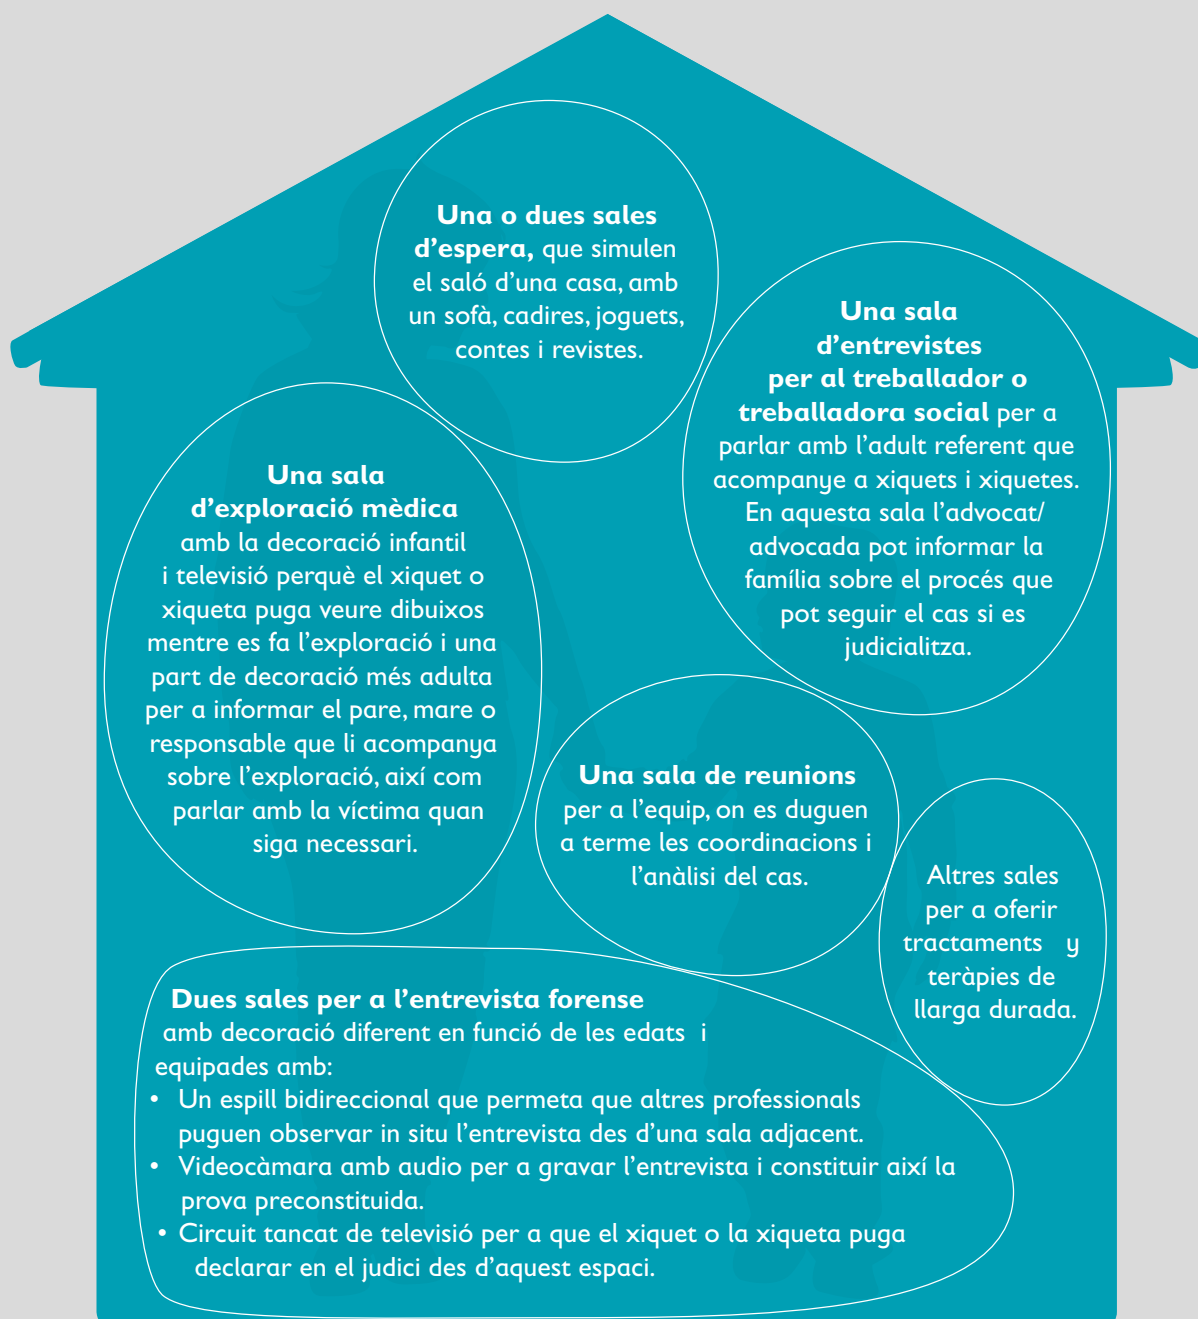 Una o dues sales
d’espera, que simulen
el saló d’una casa, amb
un sofà, cadires, joguets,
contes i revistes.
Una sala
d’entrevistes
per al treballador o
treballadora social per a
parlar amb l’adult referent que
acompanye a xiquets i xiquetes.
En aquesta sala l’advocat/
advocada pot informar la
família sobre el procés que
pot seguir el cas si es
judicialitza.
Una sala
d’exploració mèdica
amb la decoració infantil
i televisió perquè el xiquet o
xiqueta puga veure dibuixos
mentre es fa l’exploració i una
part de decoració més adulta
per a informar el pare, mare o
responsable que li acompanya
sobre l’exploració, així com
parlar amb la víctima quan
siga necessari.
Una sala de reunions
per a l’equip, on es duguen
a terme les coordinacions i
l’anàlisi del cas.
Altres sales
per a oferir
tractaments y
teràpies de
llarga durada.
Dues sales per a l’entrevista forense
amb decoració diferent en funció de les edats i
equipades amb:
• Un espill bidireccional que permeta que altres professionals
puguen observar in situ l’entrevista des d’una sala adjacent.
• Videocàmara amb audio per a gravar l’entrevista i constituir així la
prova preconstituida.
• Circuit tancat de televisió per a que el xiquet o la xiqueta puga
declarar en el judici des d’aquest espaci.